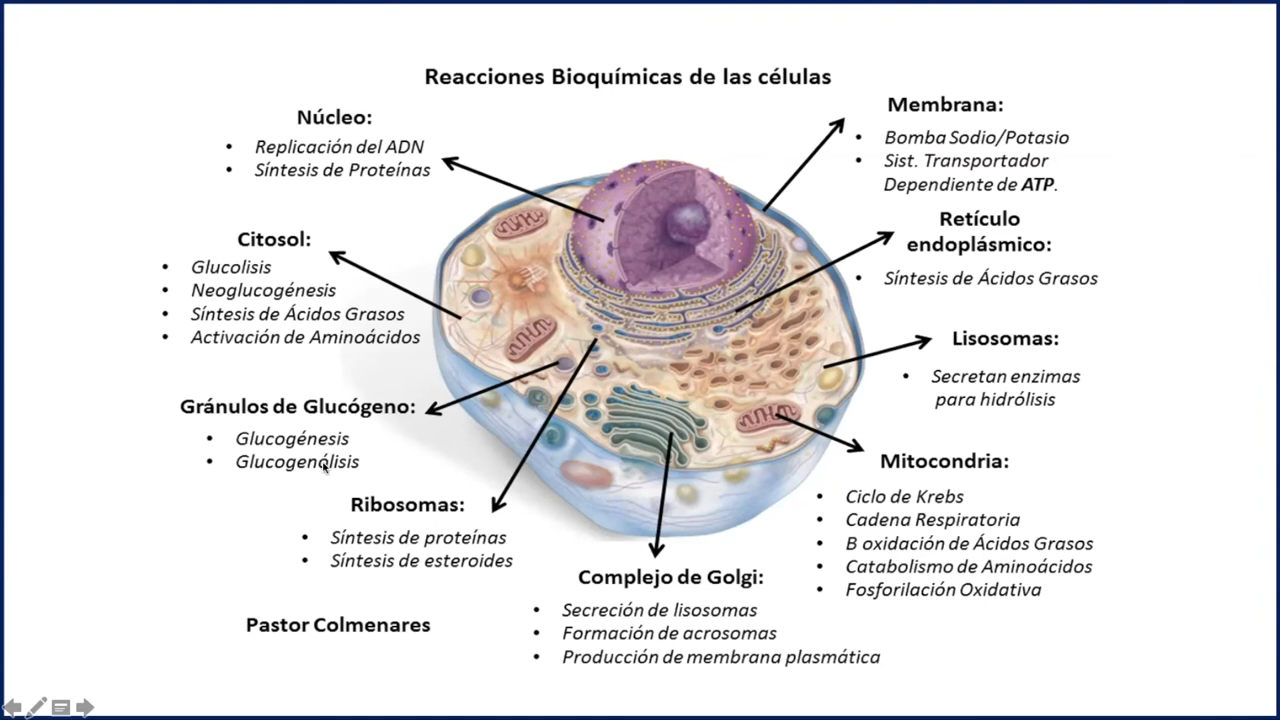 Reacciones Bioquímicas de las células
Núcleo:
• Replicación del ADN
• Síntesis de Proteínas
Citosol:
• Glucolisis
• Neoglucogénesis
• Síntesis de Ácidos Grasos
• Activación de Aminoácidos
Gránulos de Glucógeno:
• Glucogénesis
• Glucogenólisis
Ribosomas:
• Síntesis de proteínas
• Síntesis de esteroides
Pastor Colmenares
Complejo de Golgi:
• Secreción de lisosomas
• Formación de acrosomas
• Producción de membrana plasmática
Membrana:
• Bomba Sodio/Potasio
• Sist. Transportador
Dependiente de ATP.
Retículo
endoplásmico:
• Síntesis de Ácidos Grasos
Lisosomas:
• Secretan enzimas
para hidrólisis
Mitocondria:
• Ciclo de Krebs
• Cadena Respiratoria
• B oxidación de Ácidos Grasos
• Catabolismo de Aminoácidos
• Fosforilación Oxidativa